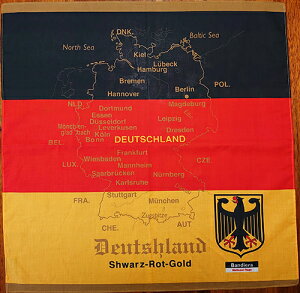 DNK.
North Sea
Baltic Sea
Kiel
Lübeck
Hamburg
Bremen
Berlin
POL.
Hannover
NLD.
Dortmund
Magdeburg
Essen
Düsseldorf
Leipzig
Leverkusen
Dresden
Köln
BEL.
Bonn
DEUTSCHLAND
Frankfurt
Wiesbaden
CZE
LUX.
Mannheim
Saarbrücken
Karlsruhe
Nürnberg
Stuttgart
FRA.
München
Zugspitze
CHE.
AUT
Deutshland
Shwarz-Rot-Gold
Bandiera